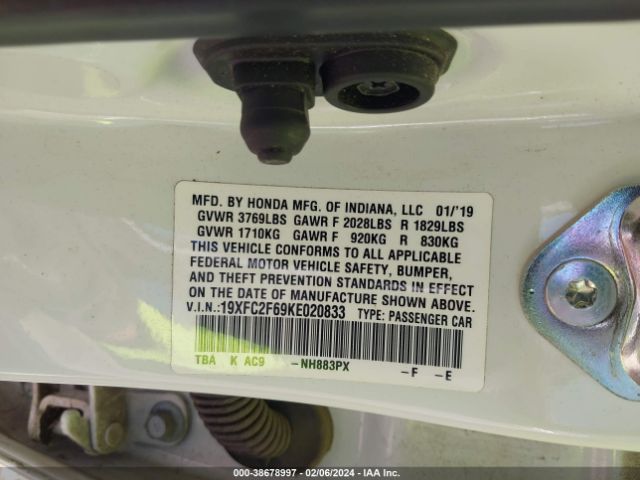 MFD. BY HONDA MFG. OF INDIANA, LLC 01/'19
GVWR 3769LBS GAWR F 2028LBS R 1829LBS
GVWR 1710KG GAWR F 920KG R 830KG
THIS VEHICLE CONFORMS TO ALL APPLICABLE
FEDERAL MOTOR VEHICLE SAFETY, BUMPER,
AND THEFT PREVENTION STANDARDS IN EFFECT
ON THE DATE OF MANUFACTURE SHOWN ABOVE.
V.I.N.:19XFC2F69KE020833 TYPE: PASSENGER CAR
TBA K AC9 -NH883PX -F -E
000-38678997 - 02/06/2024 - IAA Inc.